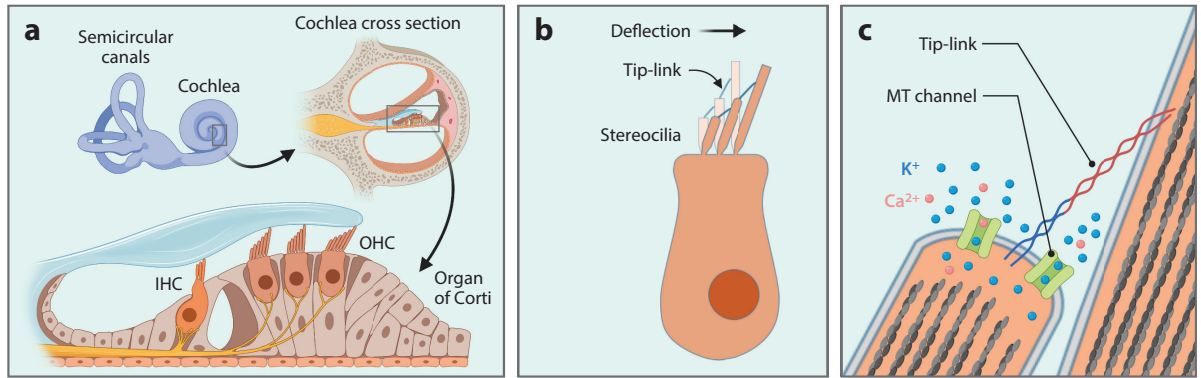 a
Semicircular
canals
Cochlea
Cochlea cross section
IHC
OHC
Organ
of Corti
b
Deflection
Tip-link
Stereocilia
c
Tip-link
MT channel
K⁺
Ca²⁺